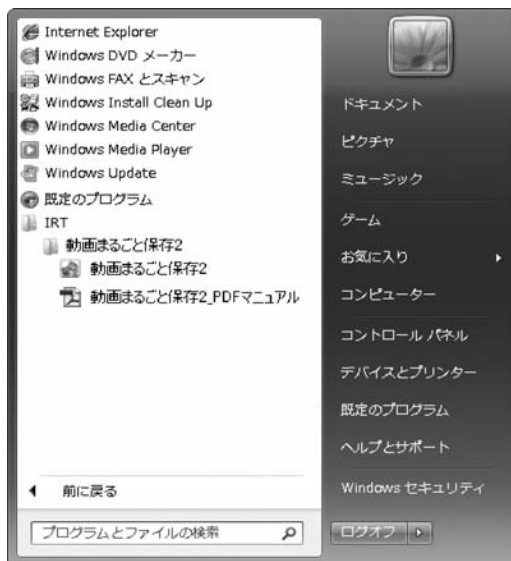 Internet Explorer
Windows DVD メーカー
Windows FAX とスキャン
Windows Install Clean Up
Windows Media Center
Windows Media Player
Windows Update
既定のプログラム
IRT
動画まるごと保存2
動画まるごと保存2
動画まるごと保存2_PDFマニュアル
前に戻る
プログラムとファイルの検索
ドキュメント
ピクチャ
ミュージック
ゲーム
お気に入り
コンピューター
コントロール パネル
デバイスとプリンター
既定のプログラム
ヘルプとサポート
Windows セキュリティ
ログオフ